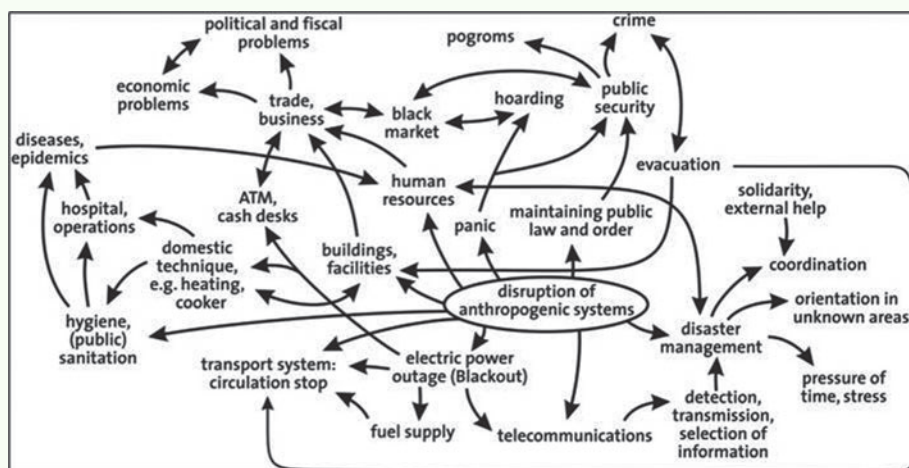 political and fiscal
problems
economic
problems
trade,
business
pogroms
crime
public
security
black
market
hoarding
evacuation
diseases,
epidemics
human
resources
ATM,
cash desks
hospital,
operations
panic
maintaining public
law and order
solidarity,
external help
coordination
domestic
technique,
e.g. heating,
cooker
buildings,
facilities
disruption of
anthropogenic systems
orientation in
unknown areas
hygiene,
(public)
sanitation
disaster
management
transport system:
circulation stop
electric power
outage (Blackout)
pressure of
time, stress
fuel supply
telecommunications
detection,
transmission,
selection of
information